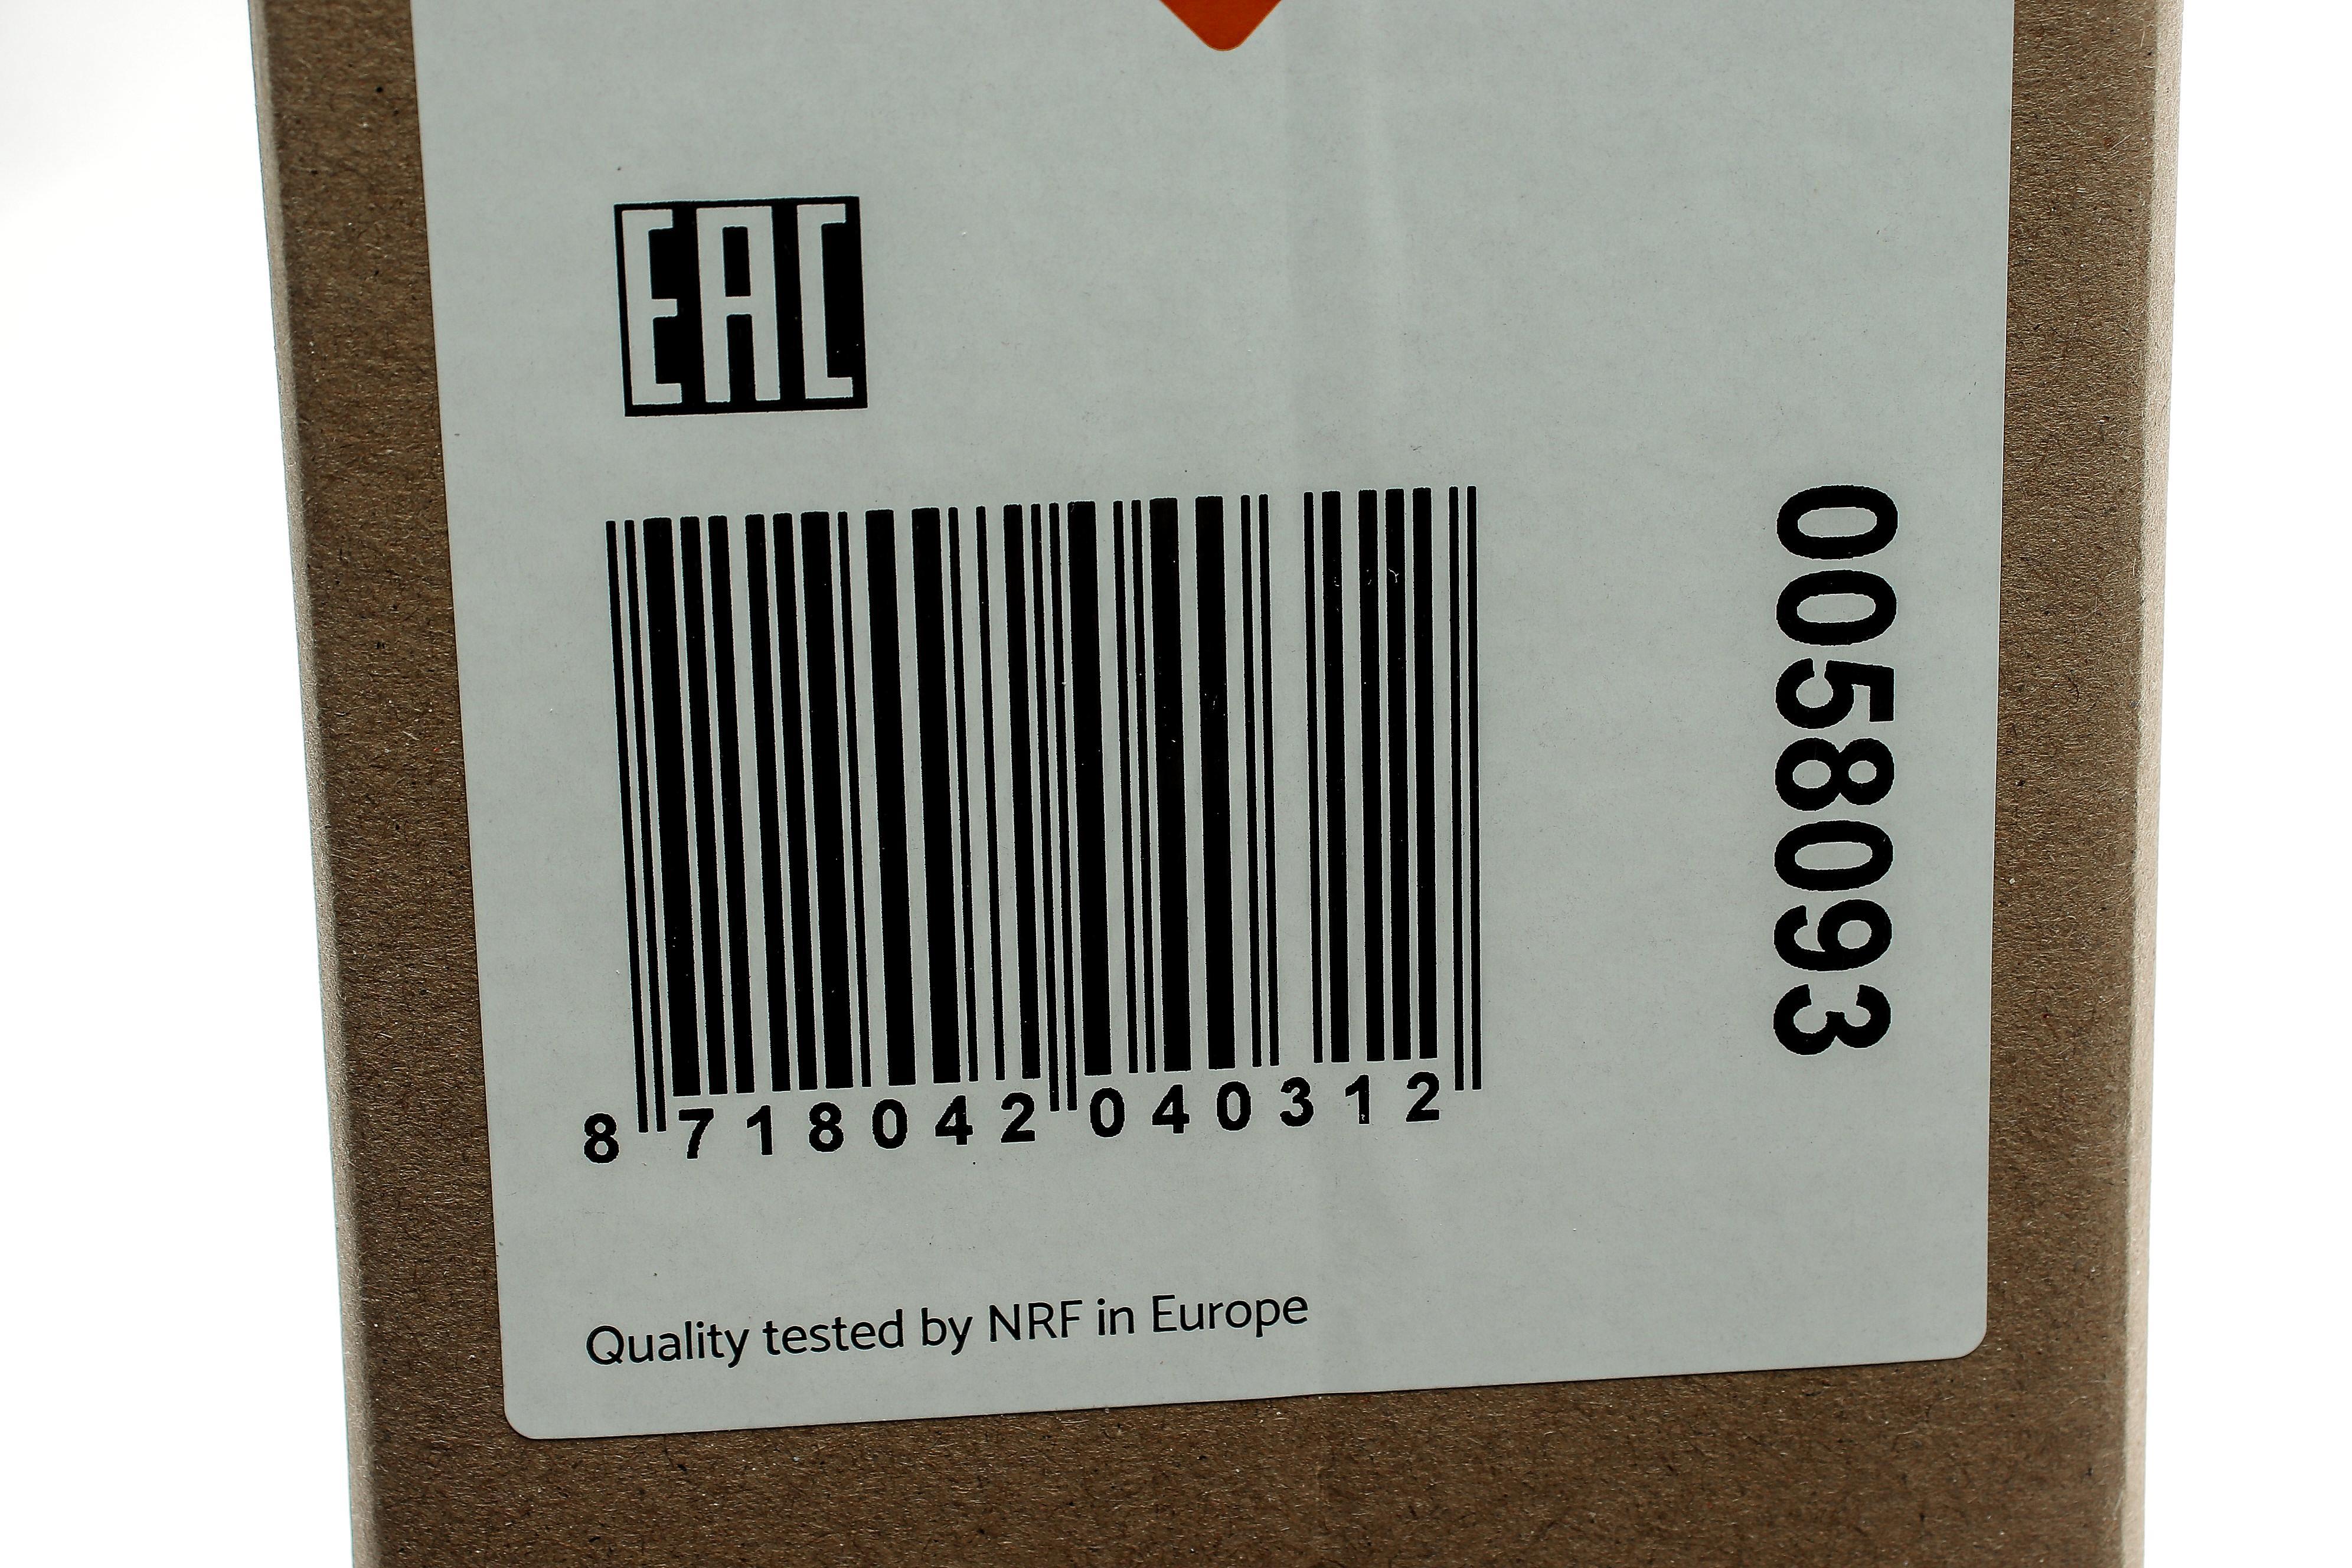 EAC
8 718042 040312
0058093
Quality tested by NRF in Europe